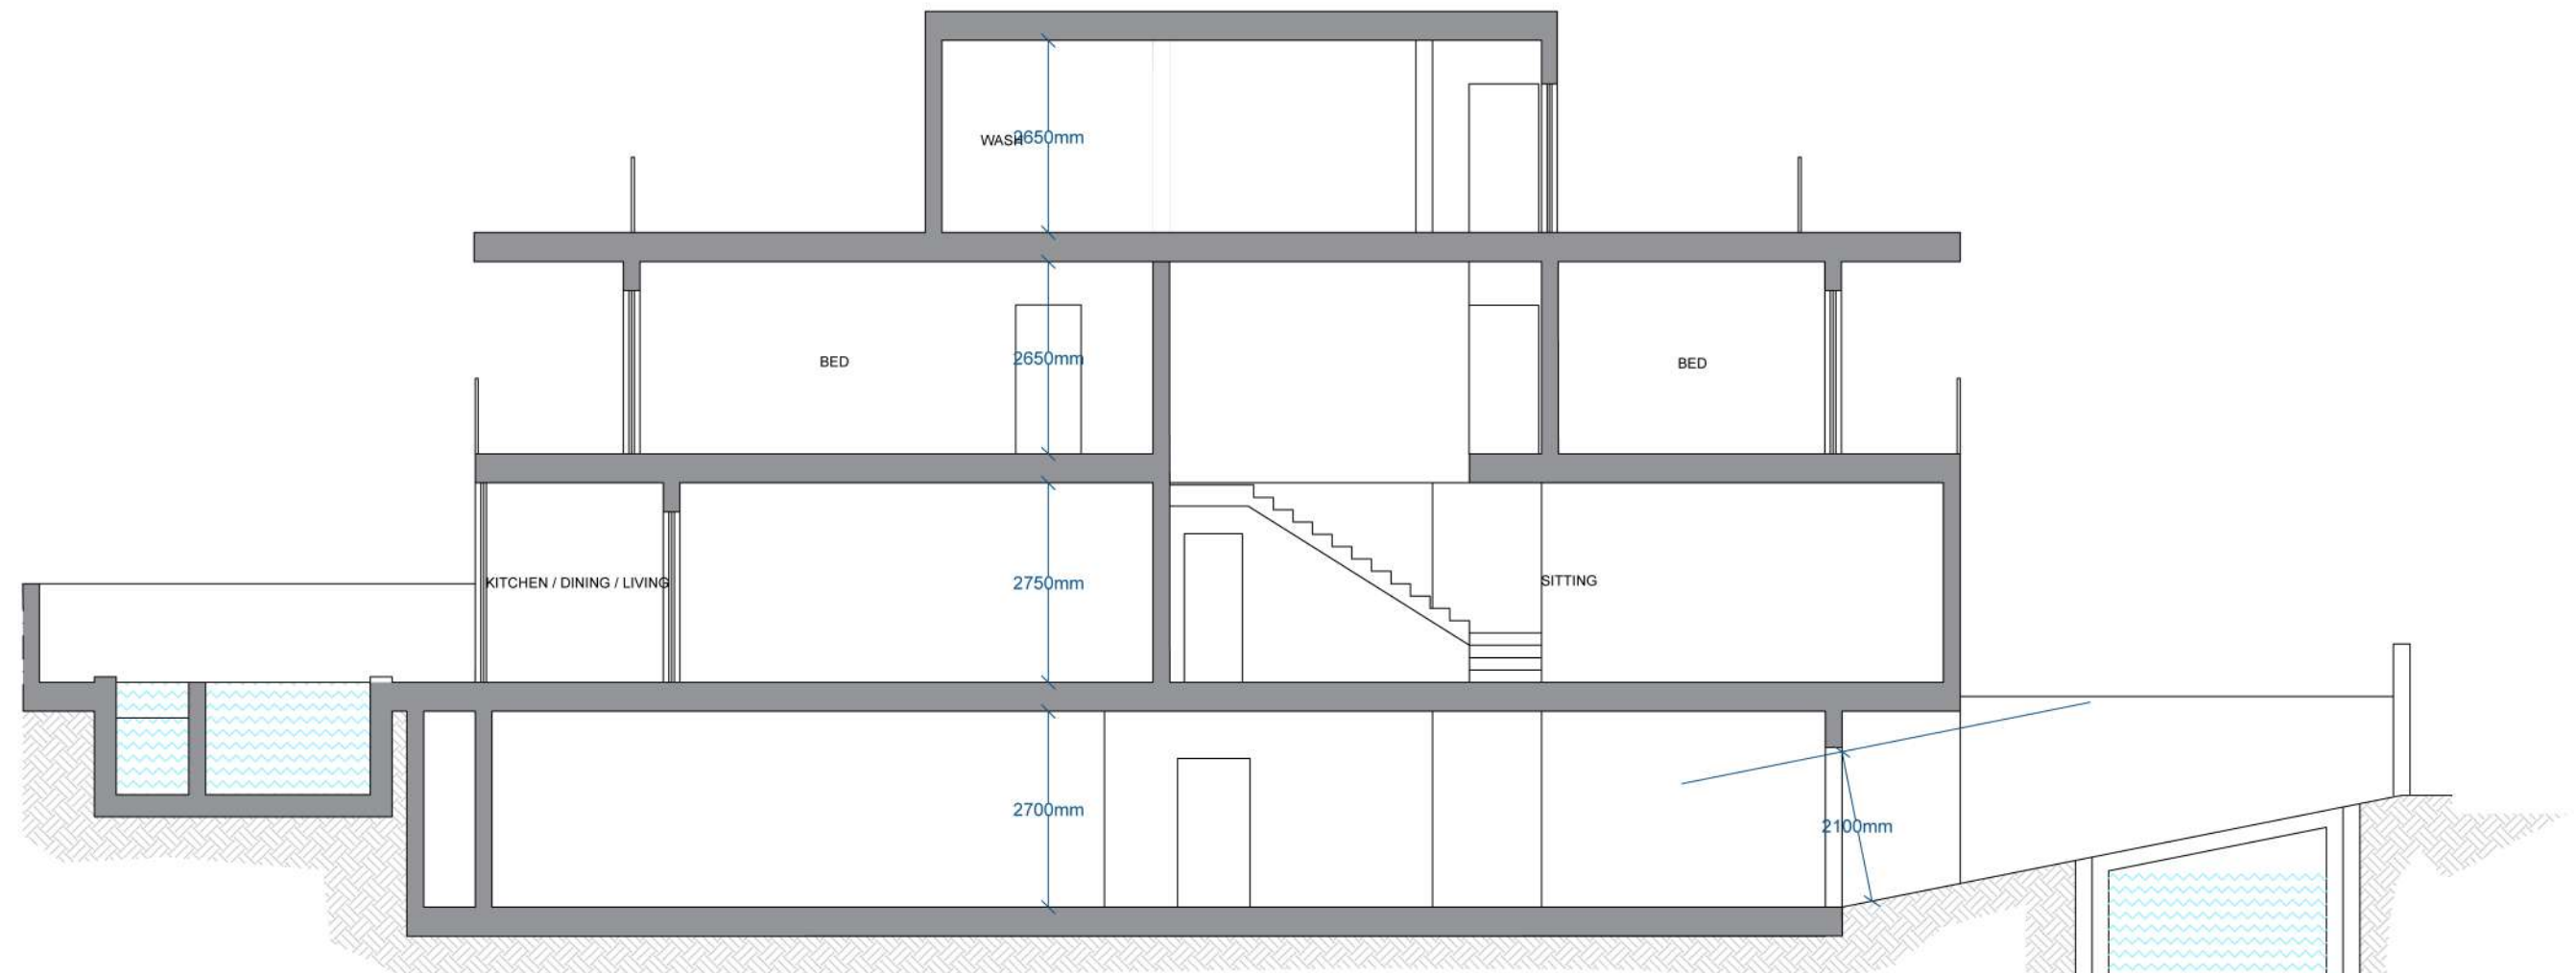 WASH 2650mm
BED 2650mm BED
KITCHEN / DINING / LIVING 2750mm SITTING
2700mm 2100mm